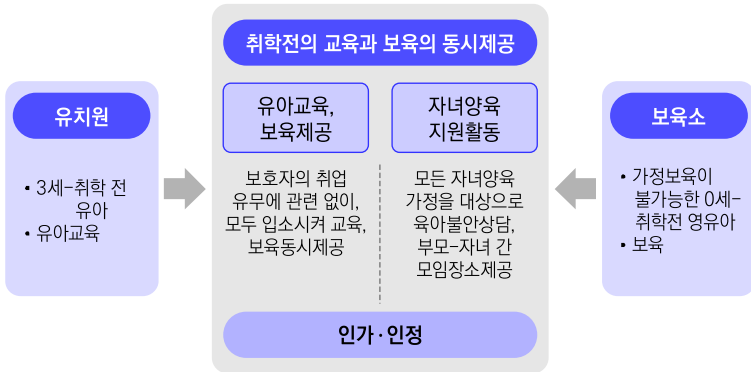 취학전의 교육과 보육의 동시제공
유치원
• 3세-취학 전
유아
• 유아교육
유아교육,
보육제공
보호자의 취업
유무에 관련 없이,
모두 입소시켜 교육,
보육동시제공
자녀양육
지원활동
모든 자녀양육
가정을 대상으로
육아불안상담,
부모-자녀 간
모임장소제공
인가·인정
보육소
• 가정보육이
불가능한 0세-
취학전 영유아
• 보육